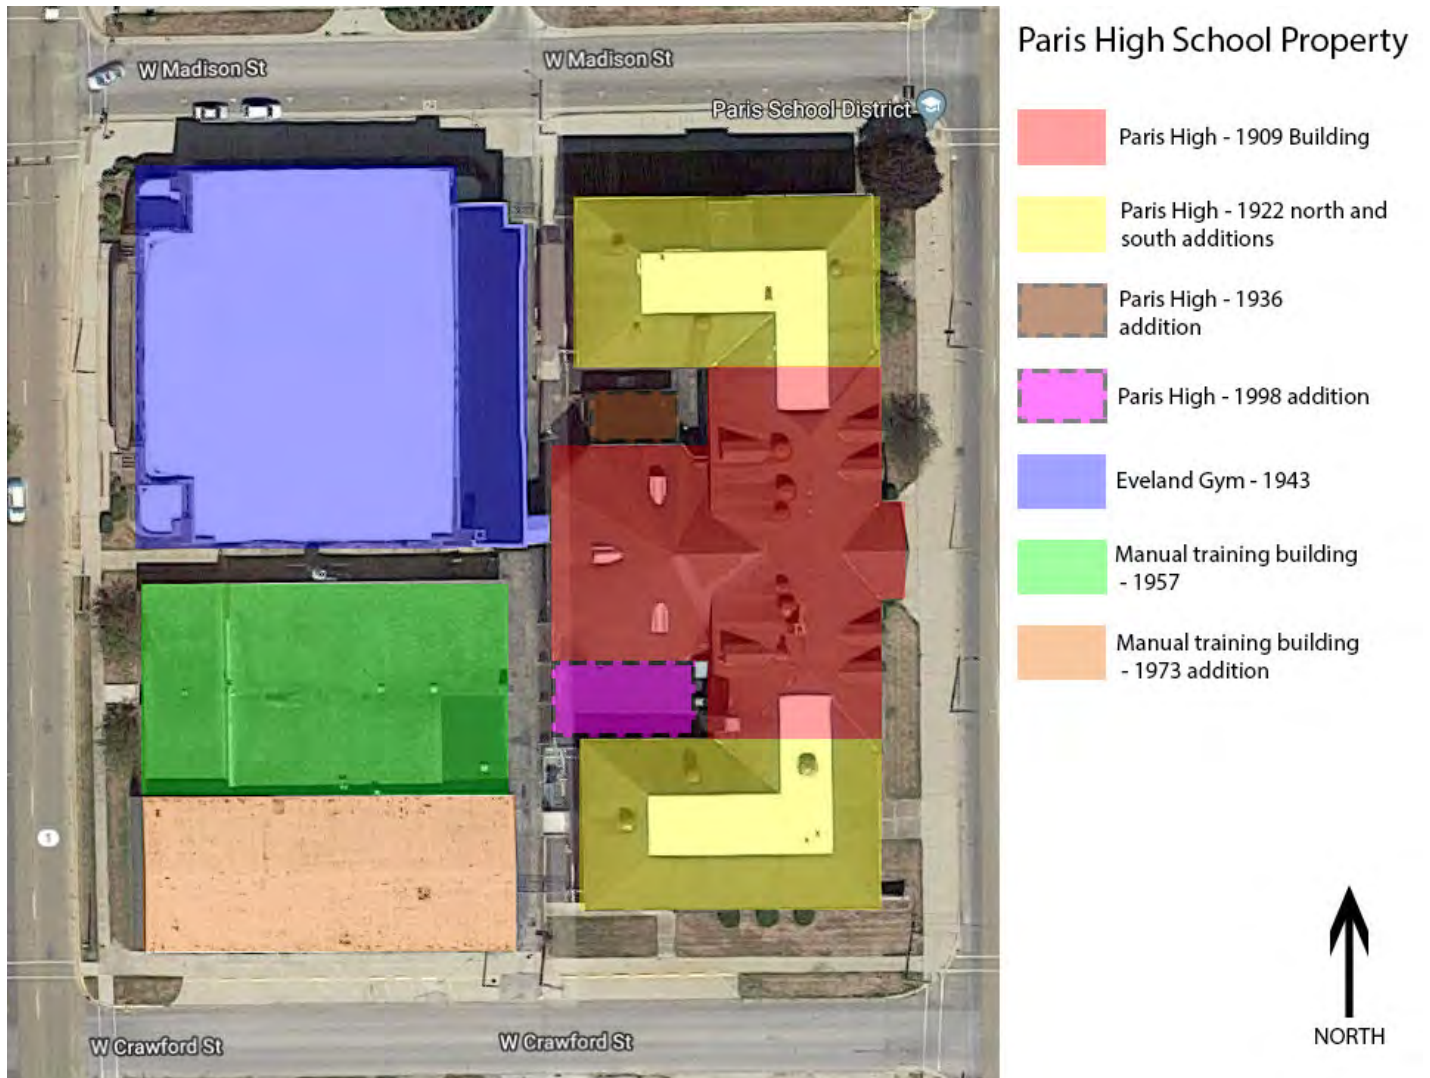 W Madison St
W Madison St
Paris School District
1
W Crawford St
W Crawford St
Paris High School Property
Paris High - 1909 Building
Paris High - 1922 north and
south additions
Paris High - 1936
addition
Paris High - 1998 addition
Eveland Gym - 1943
Manual training building
- 1957
Manual training building
- 1973 addition
NORTH